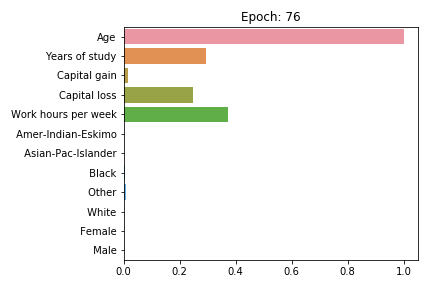 Epoch: 76
Age
Years of study
Capital gain
Capital loss
Work hours per week
Amer-Indian-Eskimo
Asian-Pac-Islander
Black
Other
White
Female
Male
0.0 0.2 0.4 0.6 0.8 1.0